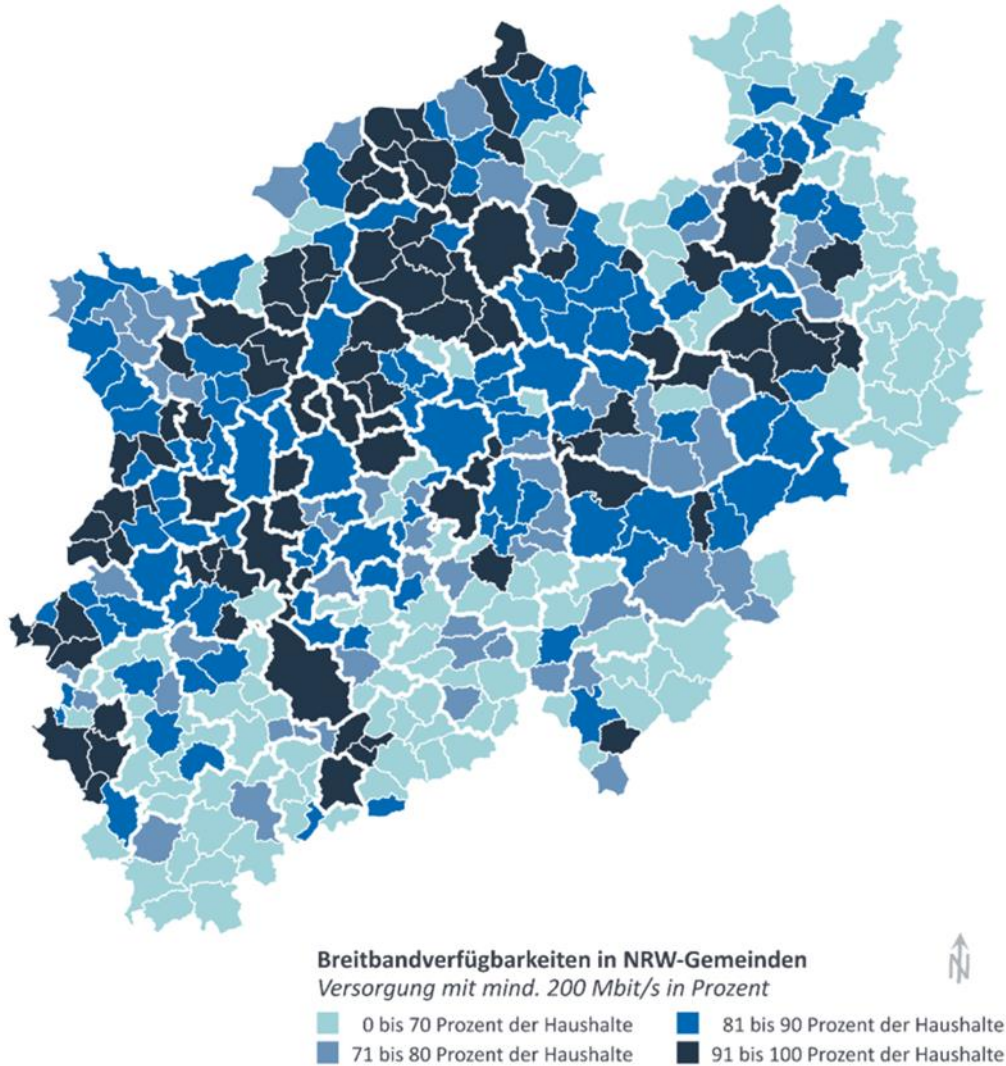 Breitbandverfügbarkeiten in NRW-Gemeinden
Versorgung mit mind. 200 Mbit/s in Prozent
0 bis 70 Prozent der Haushalte
81 bis 90 Prozent der Haushalte
71 bis 80 Prozent der Haushalte
91 bis 100 Prozent der Haushalte
N